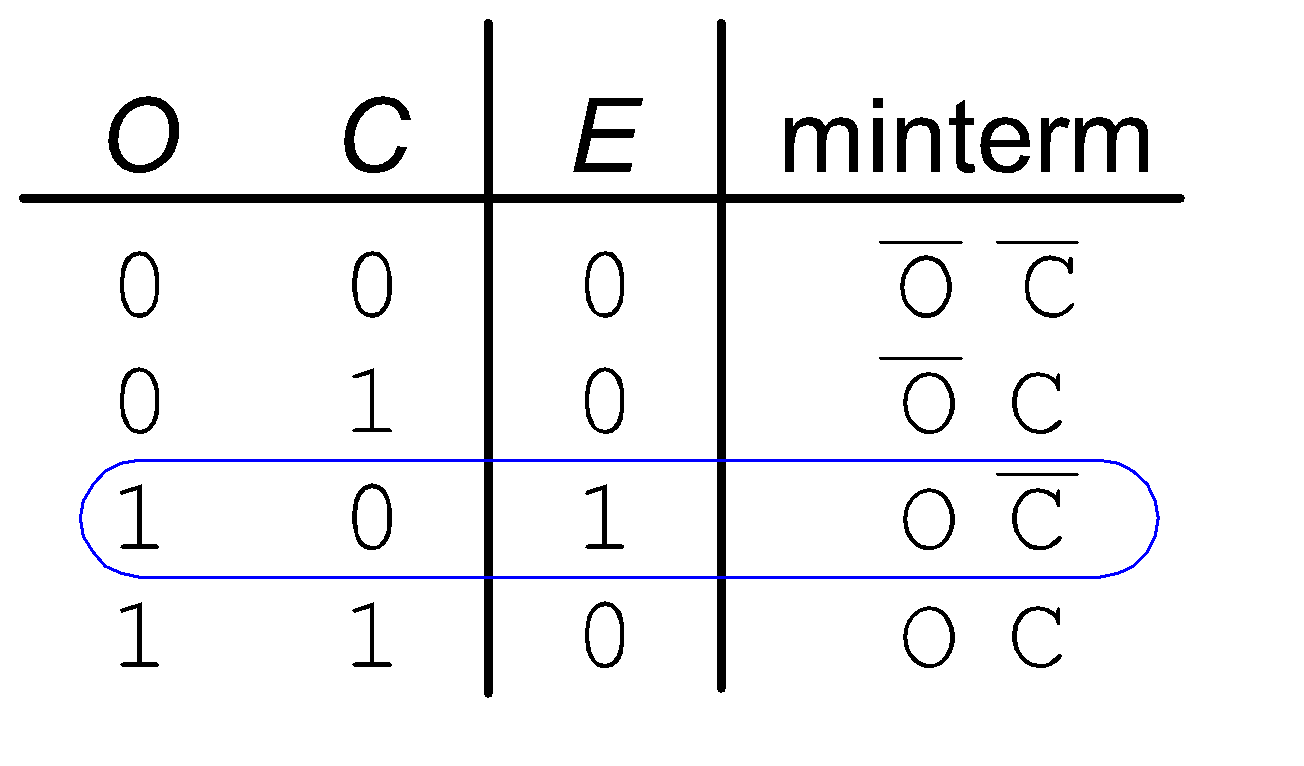 O C E minterm
0 0 0 O̅ C̅
0 1 0 O̅ C
1 0 1 O C̅
1 1 0 O C